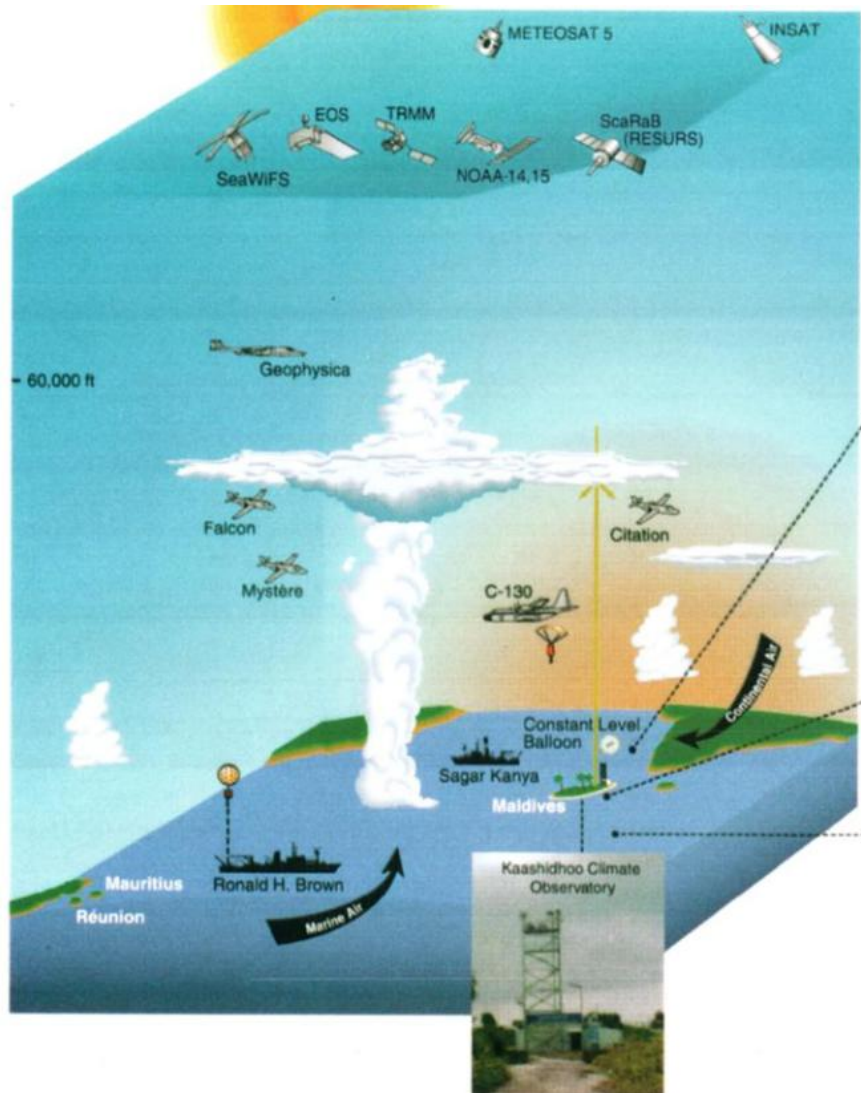 METEOSAT 5
INSAT
EOS
TRMM
ScaRaB
(RESURS)
SeaWiFS
NOAA-14,15
Geophysica
60,000 ft
Falcon
Citation
Mystère
C-130
Continental Air
Constant Level
Balloon
Sagar Kanya
Maldives
Mauritius
Réunion
Ronald H. Brown
Marine Air
Kaashidhoo Climate
Observatory